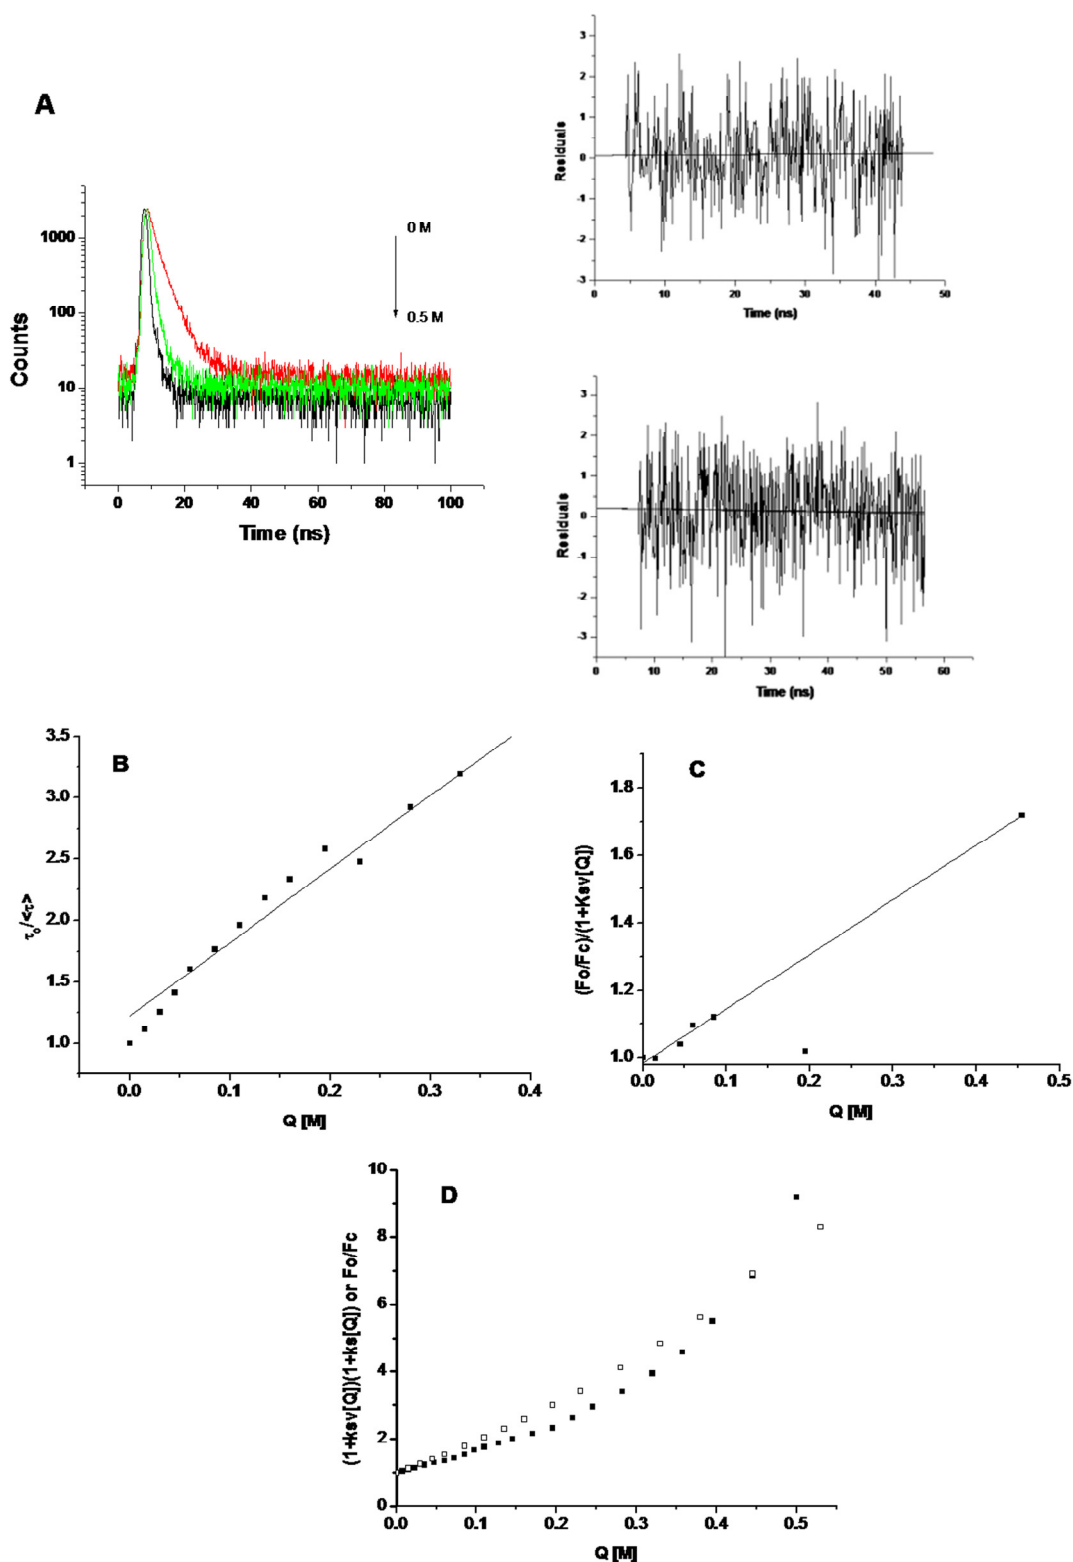 A
Counts
1000
100
10
1
0 M
0.5 M
0 20 40 60 80 100
Time (ns)
Residuals
3
2
1
0
-1
-2
-3
0 10 20 30 40 50
Time (ns)
Residuals
3
2
1
0
-1
-2
-3
0 10 20 30 40 50 60
Time (ns)
B
τ₀/<τ>
3.5
3.0
2.5
2.0
1.5
1.0
0.0 0.1 0.2 0.3 0.4
Q [M]
C
(Fo/Fc)/(1+Ksv[Q])
1.8
1.6
1.4
1.2
1.0
0.0 0.1 0.2 0.3 0.4 0.5
Q [M]
D
(1+ksv[Q])(1+ks[Q]) or Fo/Fc
10
8
6
4
2
0
0.0 0.1 0.2 0.3 0.4 0.5
Q [M]